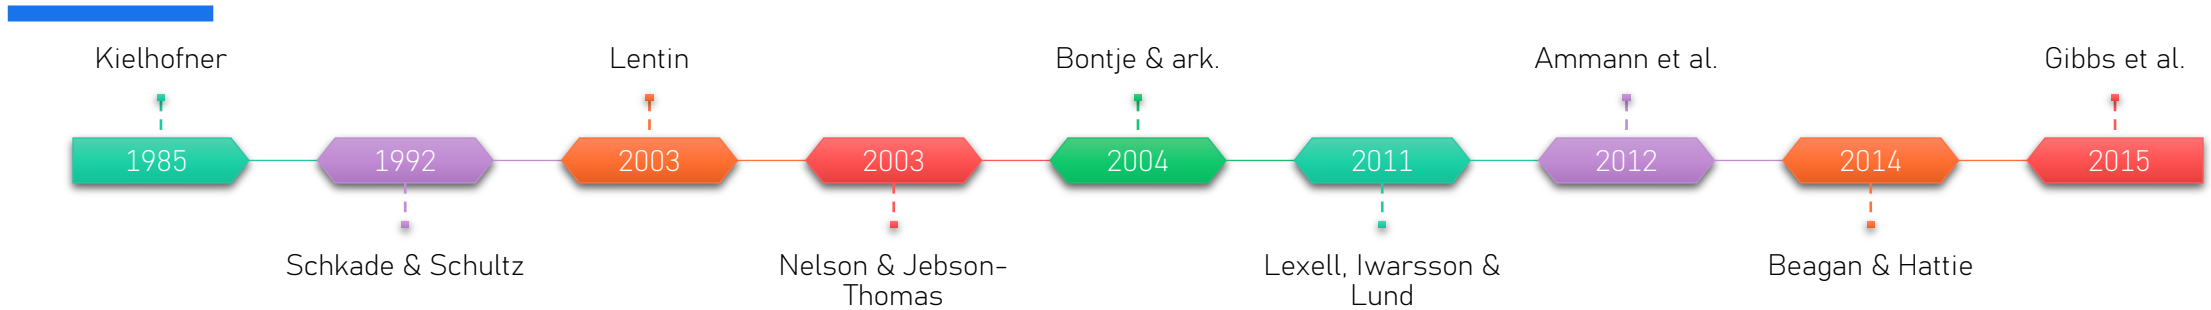 Kielhofner
Lentin
Bontje & ark.
Ammann et al.
Gibbs et al.
1985
1992
2003
2003
2004
2011
2012
2014
2015
Schkade & Schultz
Nelson & Jebson-
Thomas
Lexell, Iwarsson &
Lund
Beagan & Hattie